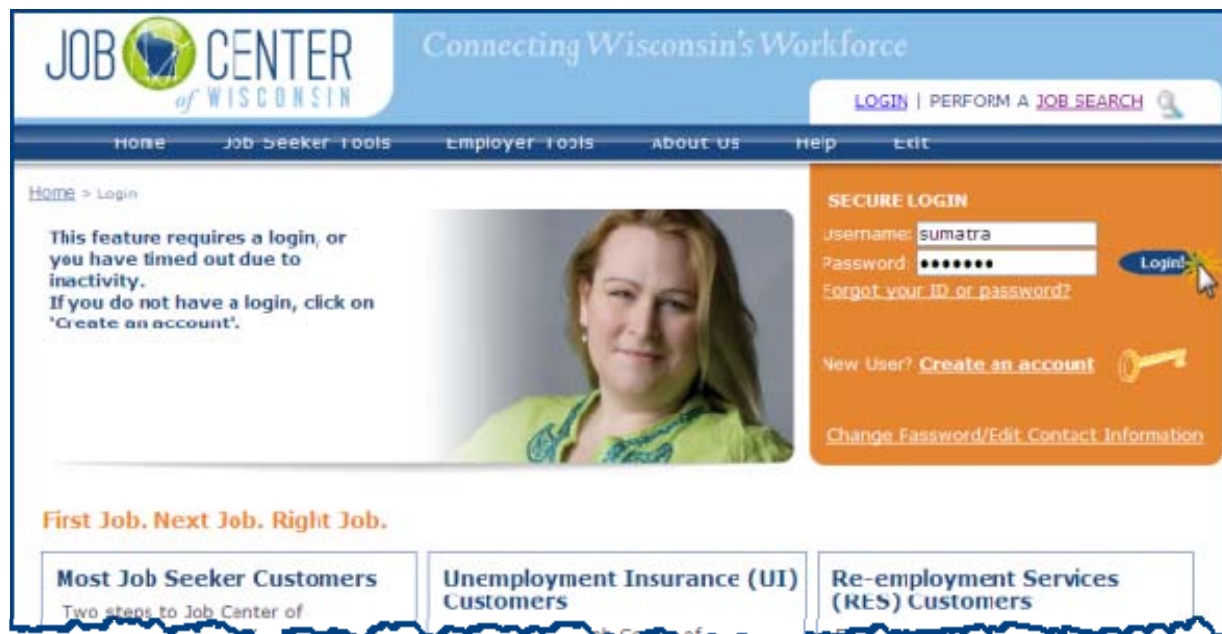 JOB CENTER
of WISCONSIN
Connecting Wisconsin's Workforce
LOGIN | PERFORM A JOB SEARCH
Home Job Seeker Tools Employer Tools About Us Help Exit
Home > Login
This feature requires a login, or
you have timed out due to
inactivity.
If you do not have a login, click on
'Create an account'.
SECURE LOGIN
Username: sumatra
Password: •••••••
Login!
Forgot your ID or password?
New User? Create an account
Change Password/Edit Contact Information
First Job. Next Job. Right Job.
Most Job Seeker Customers
Two steps to Job Center of
Unemployment Insurance (UI)
Customers
Re-employment Services
(RES) Customers